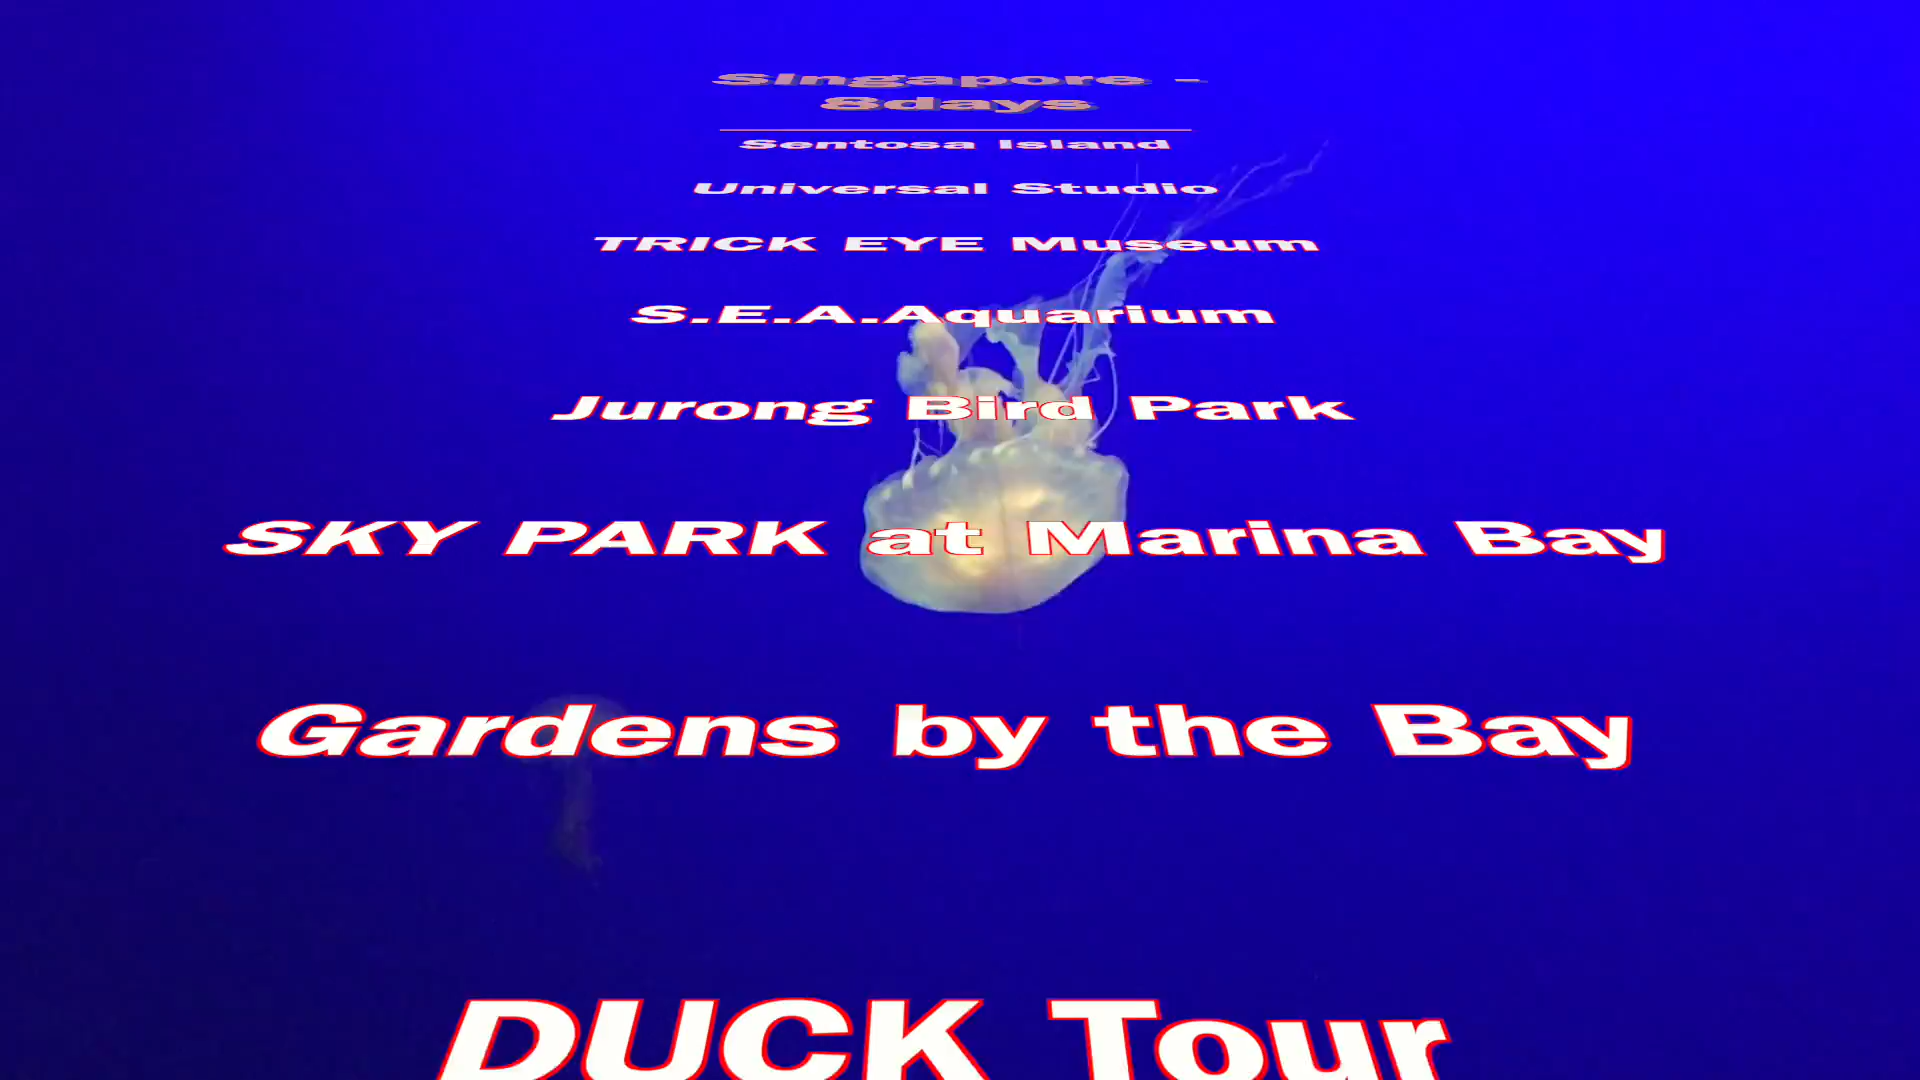 Singapore -
8days
Sentosa Island
Universal Studio
TRICK EYE Museum
S.E.A.Aquarium
Jurong Bird Park
SKY PARK at Marina Bay
Gardens by the Bay
DUCK Tour